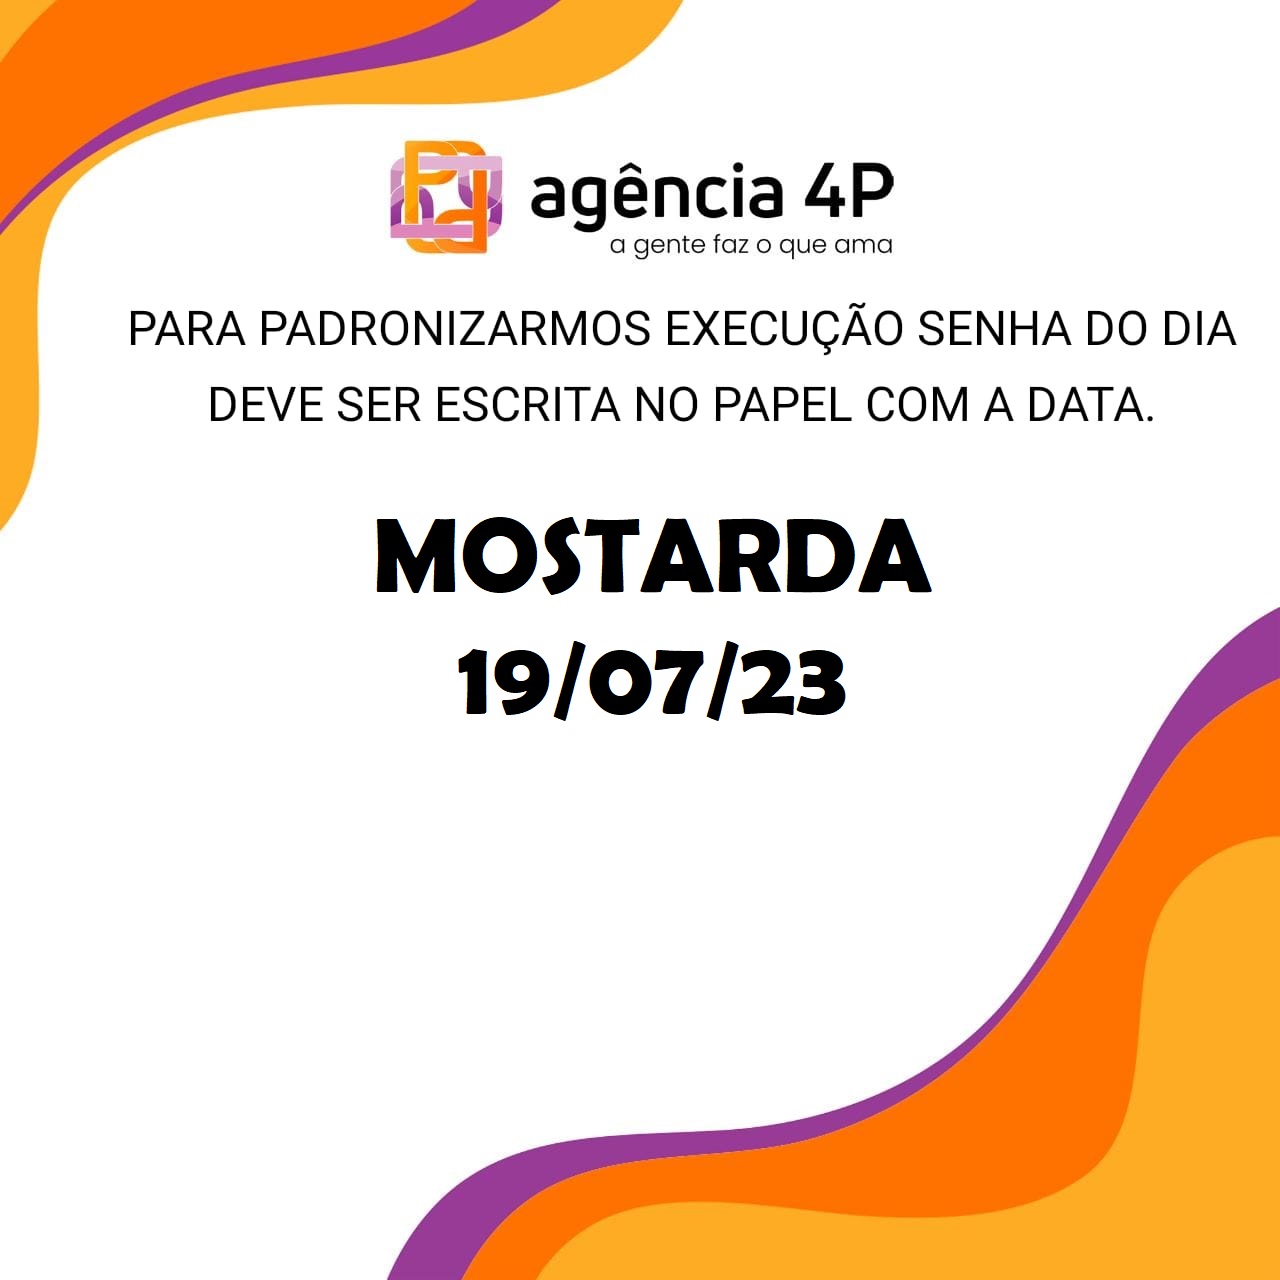 agência 4P
a gente faz o que ama
PARA PADRONIZARMOS EXECUÇÃO SENHA DO DIA
DEVE SER ESCRITA NO PAPEL COM A DATA.
MOSTARDA
19/07/23